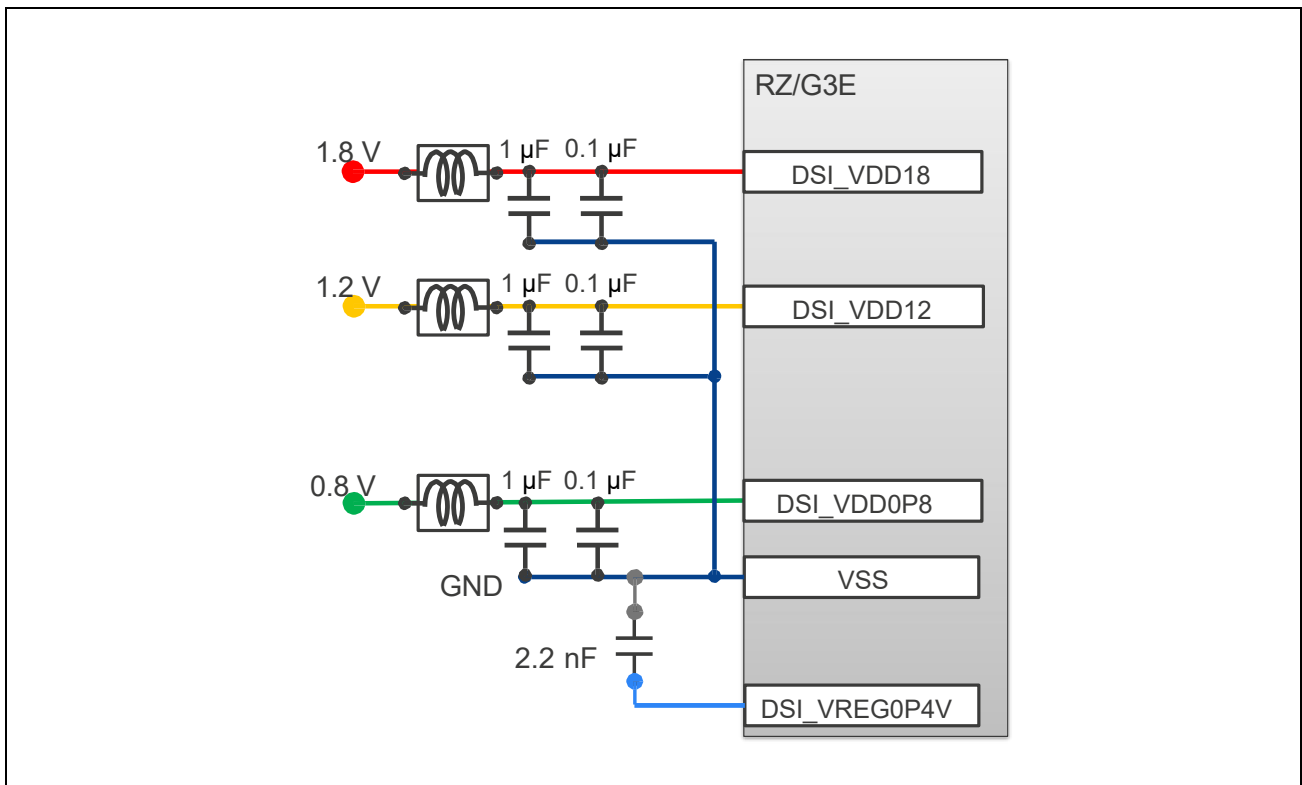 RZ/G3E
1.8 V
1 µF 0.1 µF
DSI_VDD18
1.2 V
1 µF 0.1 µF
DSI_VDD12
0.8 V
1 µF 0.1 µF
DSI_VDD0P8
GND
VSS
2.2 nF
DSI_VREG0P4V